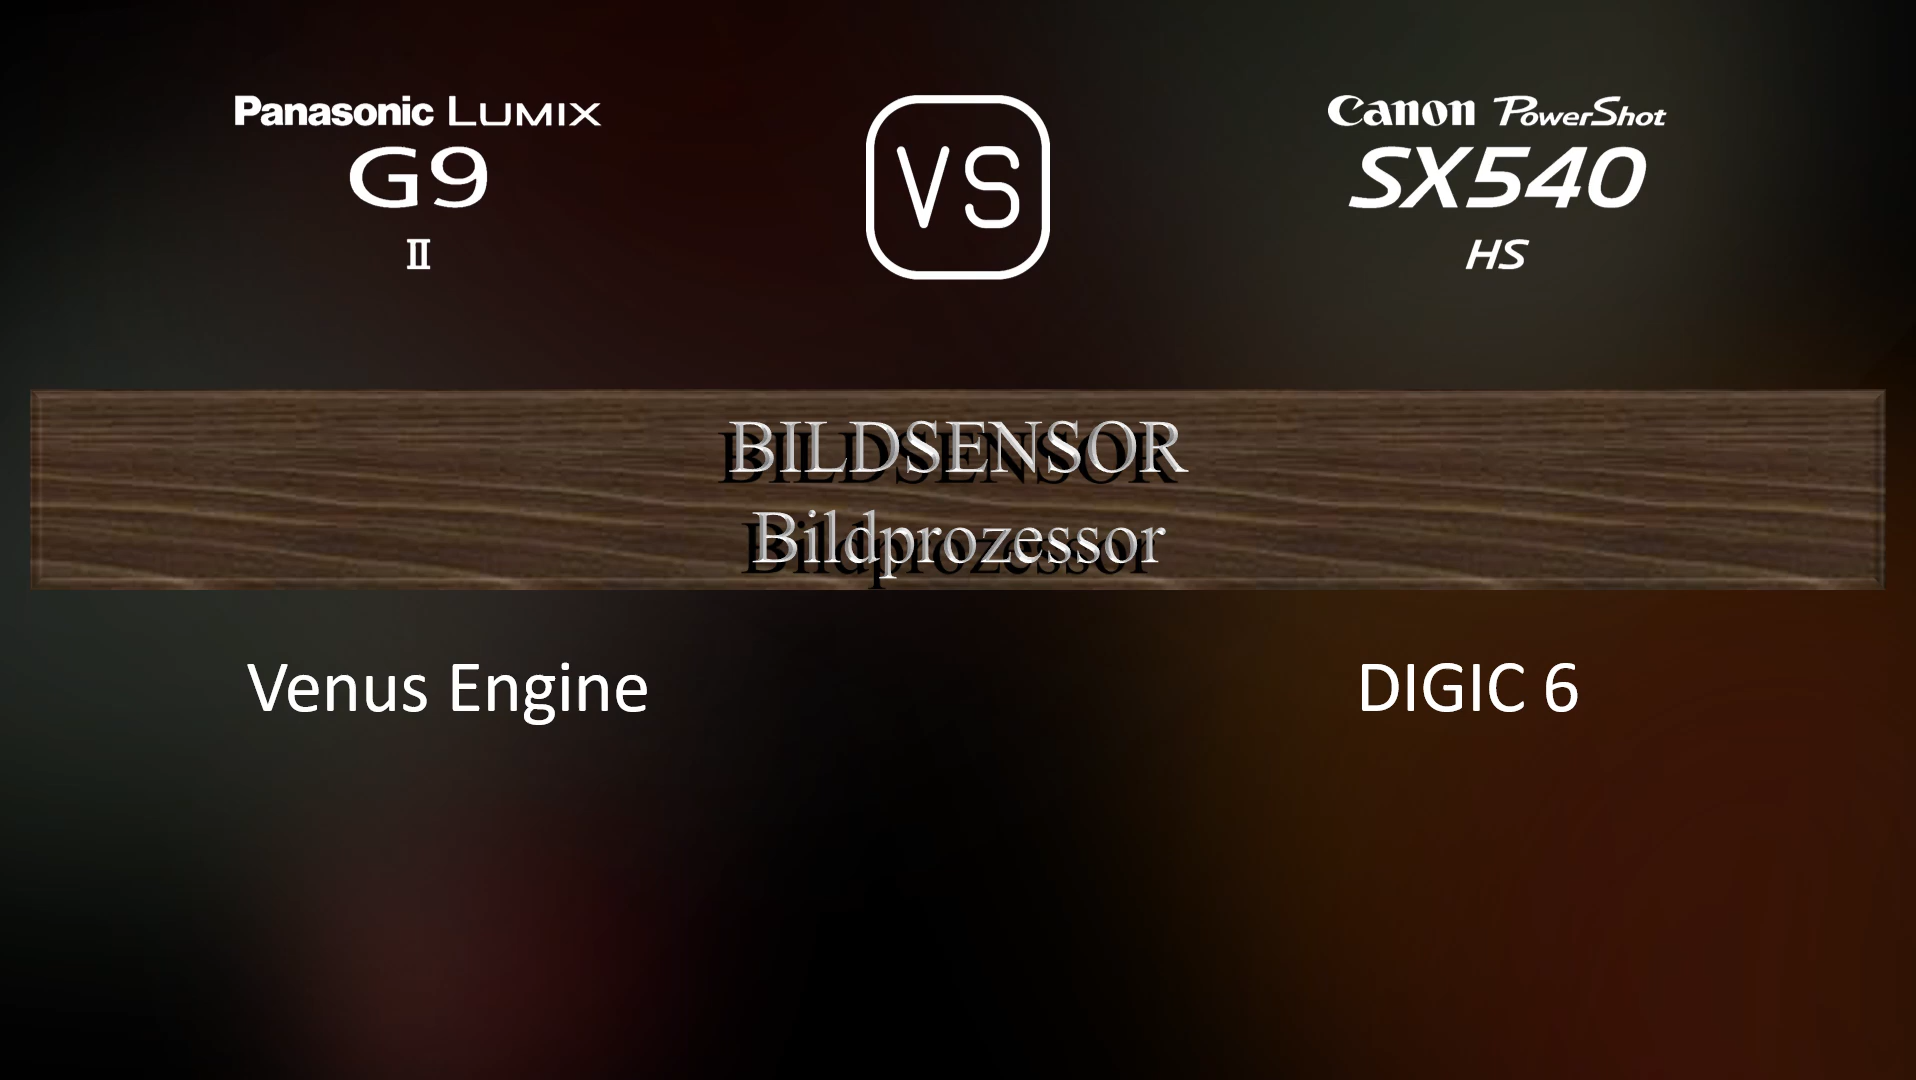 Panasonic LUMIX
G9
II
VS
Canon PowerShot
SX540
HS
BILDSENSOR
Bildprozessor
Venus Engine
DIGIC 6